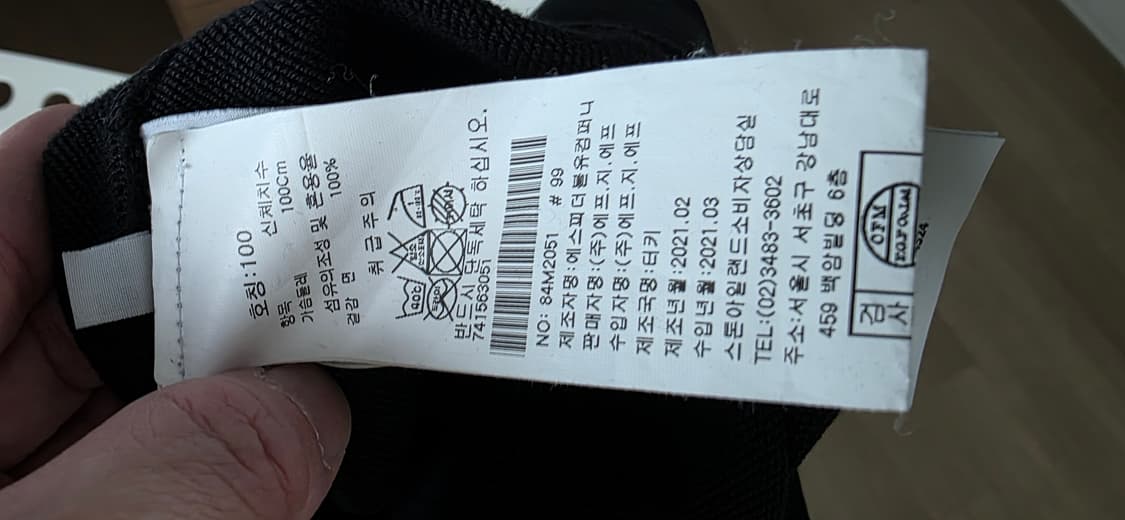 호칭:100
항목 신체치수
가슴둘레 100cm
섬유의조성 및 혼용율
겉감 면 100%
취급주의
40℃
반드시 단독세탁 하십시오.
741563051
NO: 84M2051 # 99
제조자명:에스피더블유컴퍼니
판매자명:(주)에프.지.에프
수입자명:(주)에프.지.에프
제조국명:터키
제조년월:2021.02
수입년월:2021.03
스톤아일랜드소비자상담실
TEL:(02)3483-3602
주소:서울시 서초구 강남대로
459 백암빌딩 6층
검사